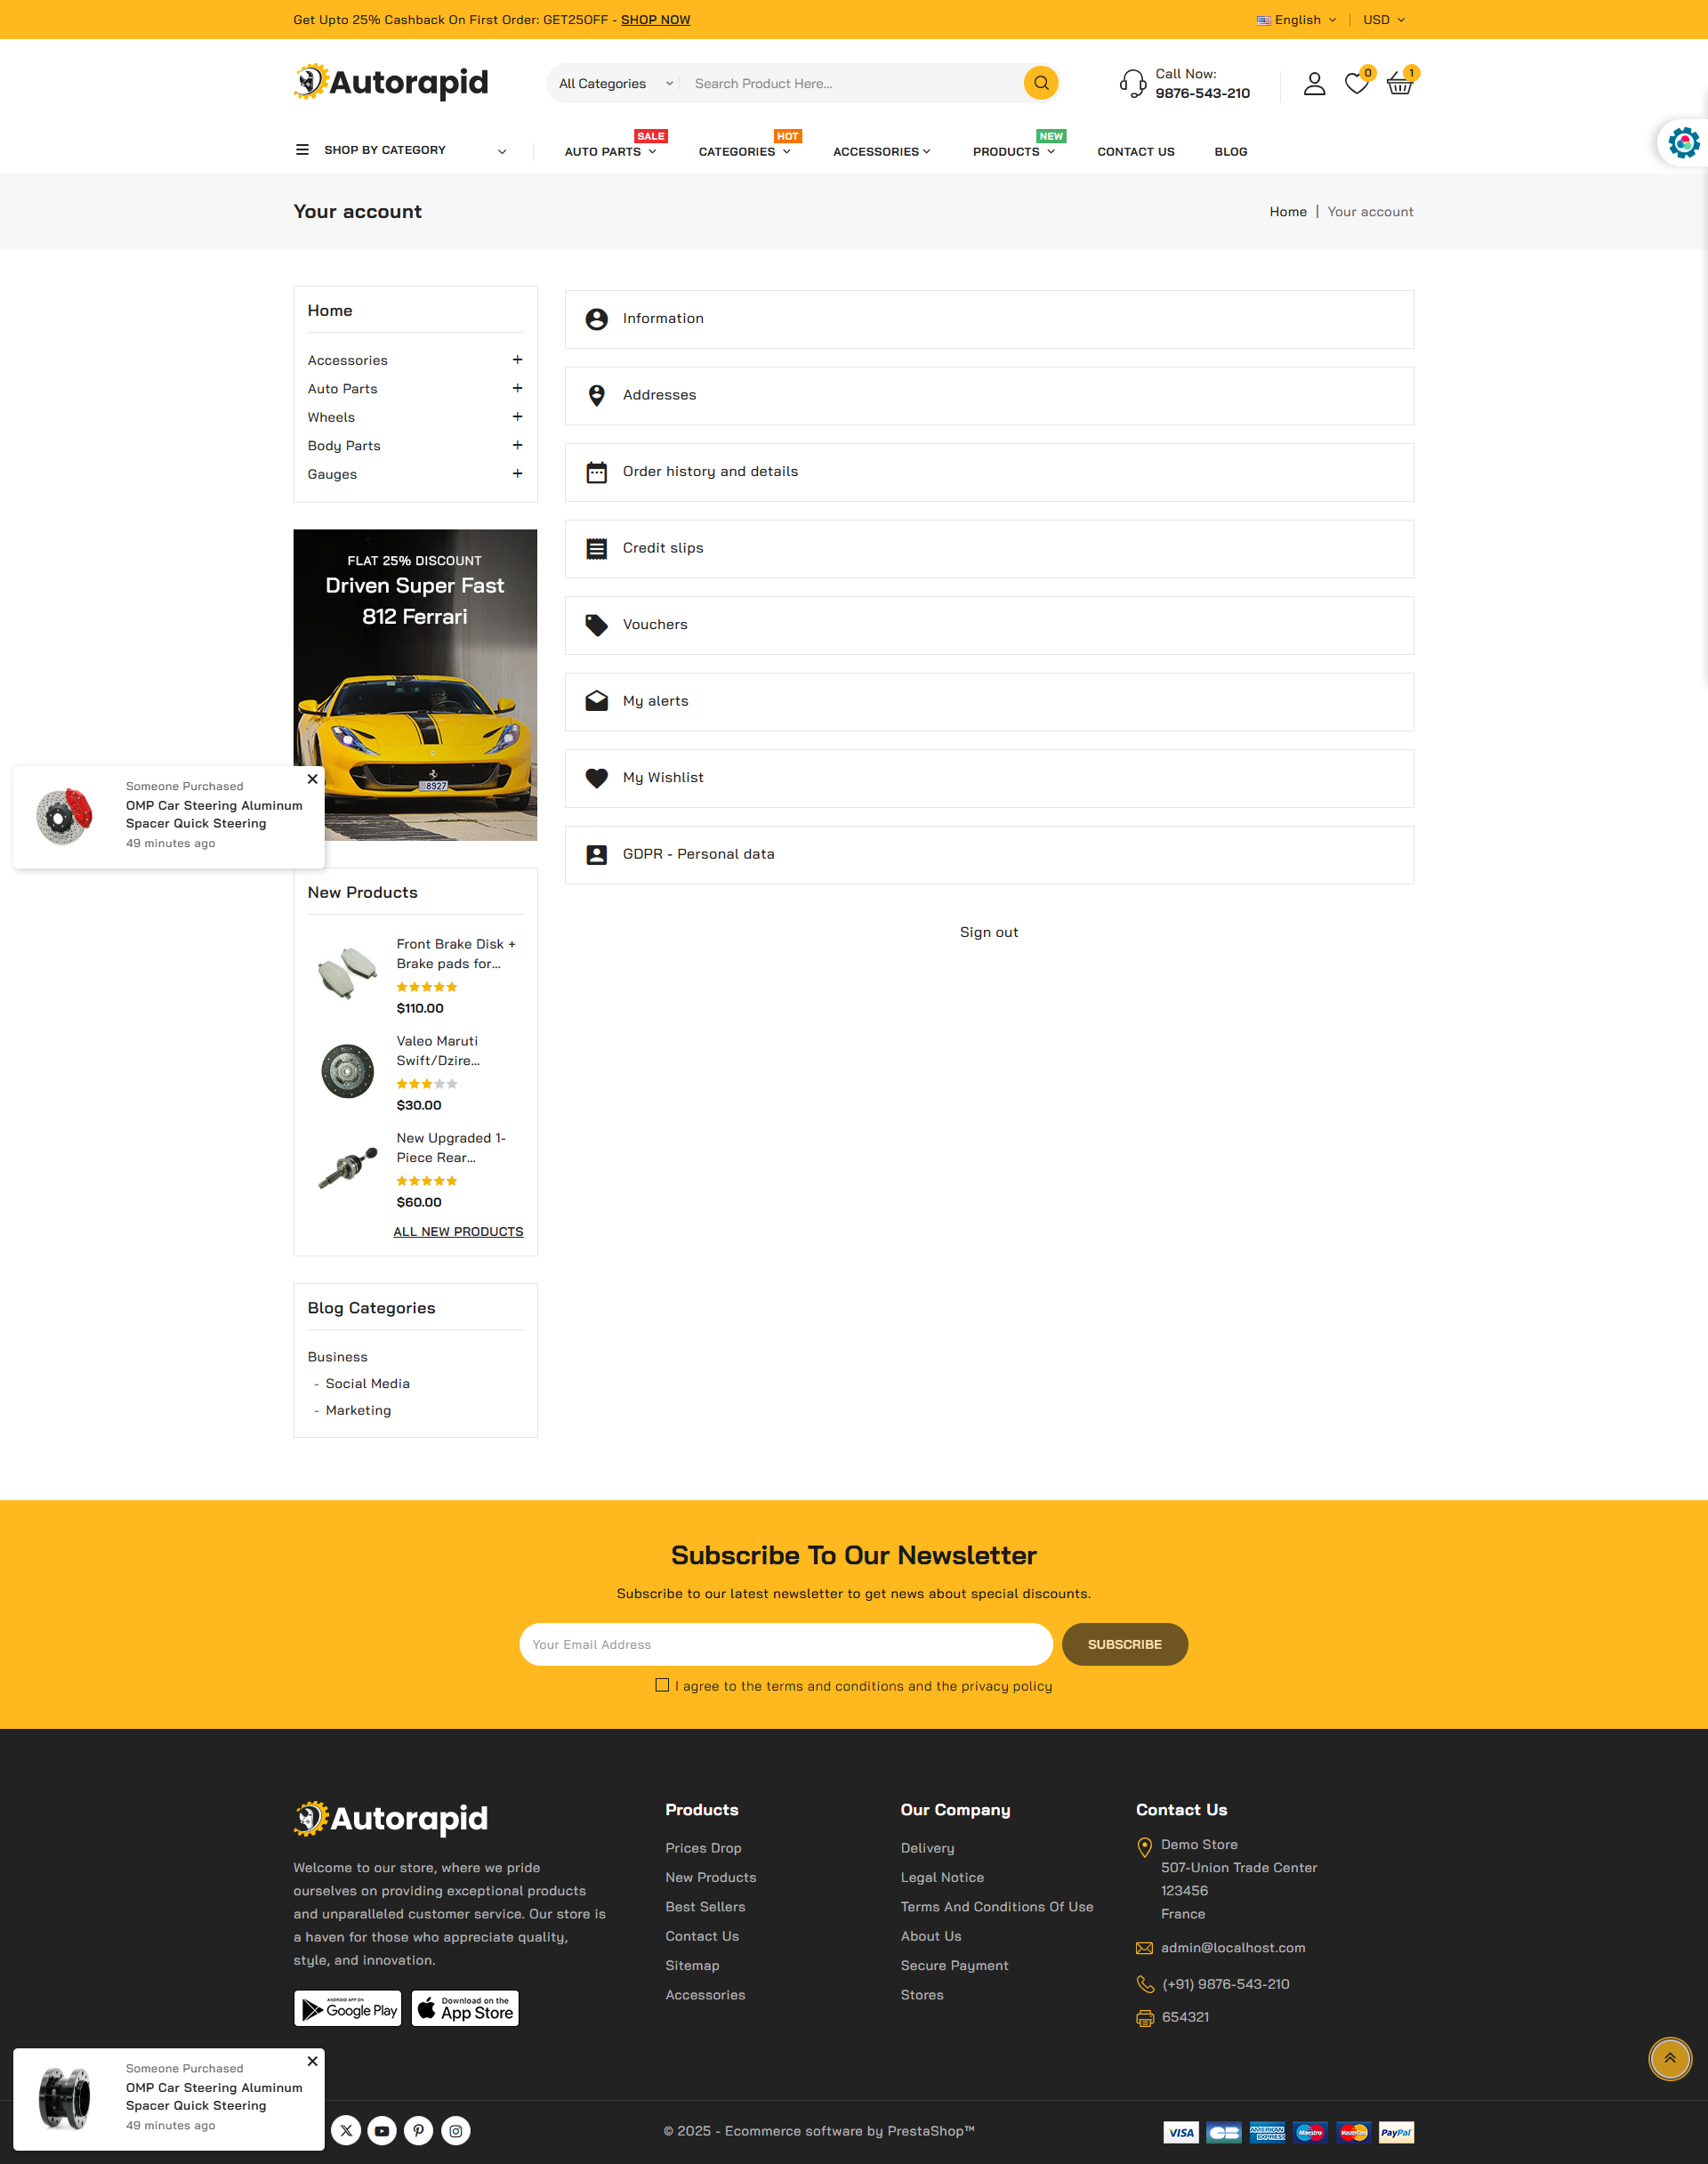 Get Upto 25% Cashback On First Order: GET25OFF - SHOP NOW
English
USD
Autorapid
All Categories
Search Product Here...
Call Now:
9876-543-210
0
1
SHOP BY CATEGORY
AUTO PARTS
SALE
CATEGORIES
HOT
ACCESSORIES
PRODUCTS
NEW
CONTACT US
BLOG
Your account
Home | Your account
Home
Accessories
Auto Parts
Wheels
Body Parts
Gauges
FLAT 25% DISCOUNT
Driven Super Fast
812 Ferrari
8927
Information
Addresses
Order history and details
Credit slips
Vouchers
My alerts
My Wishlist
GDPR - Personal data
Sign out
Someone Purchased
OMP Car Steering Aluminum
Spacer Quick Steering
49 minutes ago
New Products
Front Brake Disk +
Brake pads for...
$110.00
Valeo Maruti
Swift/Dzire...
$30.00
New Upgraded 1-
Piece Rear...
$60.00
ALL NEW PRODUCTS
Blog Categories
Business
- Social Media
- Marketing
Subscribe To Our Newsletter
Subscribe to our latest newsletter to get news about special discounts.
Your Email Address
SUBSCRIBE
I agree to the terms and conditions and the privacy policy
Autorapid
Welcome to our store, where we pride
ourselves on providing exceptional products
and unparalleled customer service. Our store is
a haven for those who appreciate quality,
style, and innovation.
ANDROID APP ON
Google Play
Download on the
App Store
Products
Prices Drop
New Products
Best Sellers
Contact Us
Sitemap
Accessories
Our Company
Delivery
Legal Notice
Terms And Conditions Of Use
About Us
Secure Payment
Stores
Contact Us
Demo Store
507-Union Trade Center
123456
France
admin@localhost.com
(+91) 9876-543-210
654321
Someone Purchased
OMP Car Steering Aluminum
Spacer Quick Steering
49 minutes ago
© 2025 - Ecommerce software by PrestaShop™
VISA
CB
AMERICAN EXPRESS
Maestro
MasterCard
PayPal